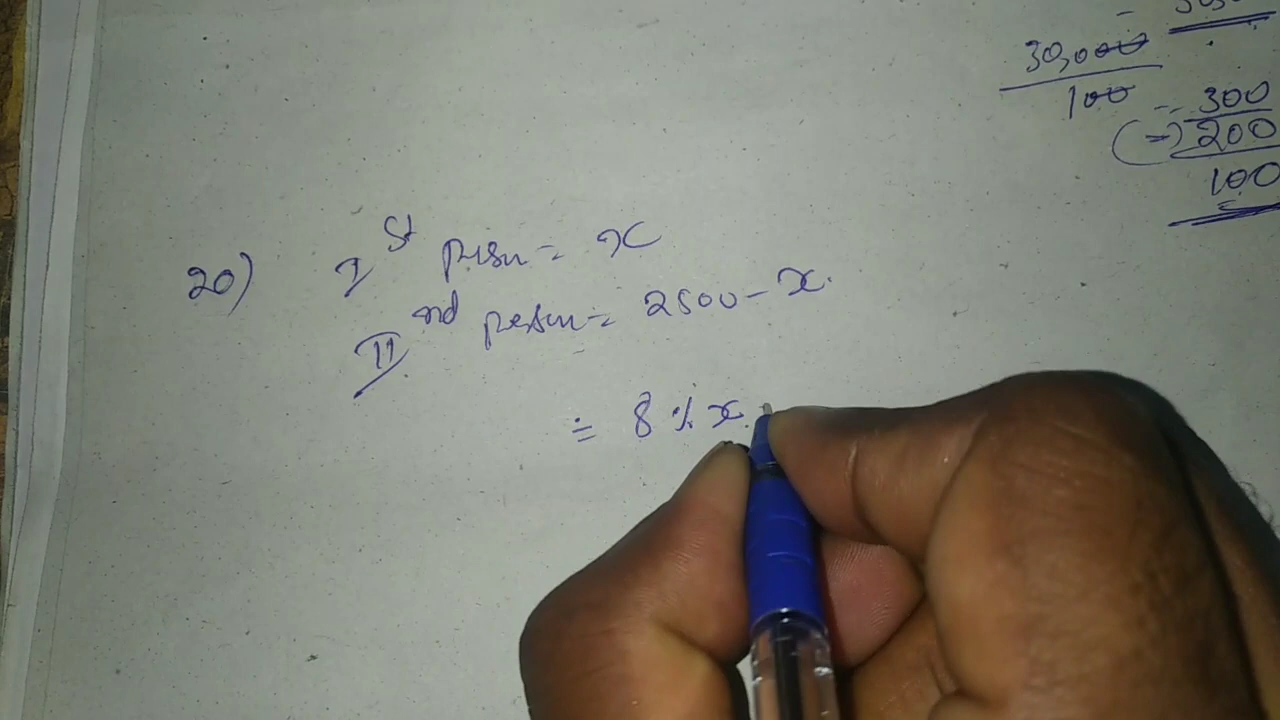 30,000
100 - 300
(-) 200
100
20) I st person = x
II nd person = 2500 - x.
= 8 % x